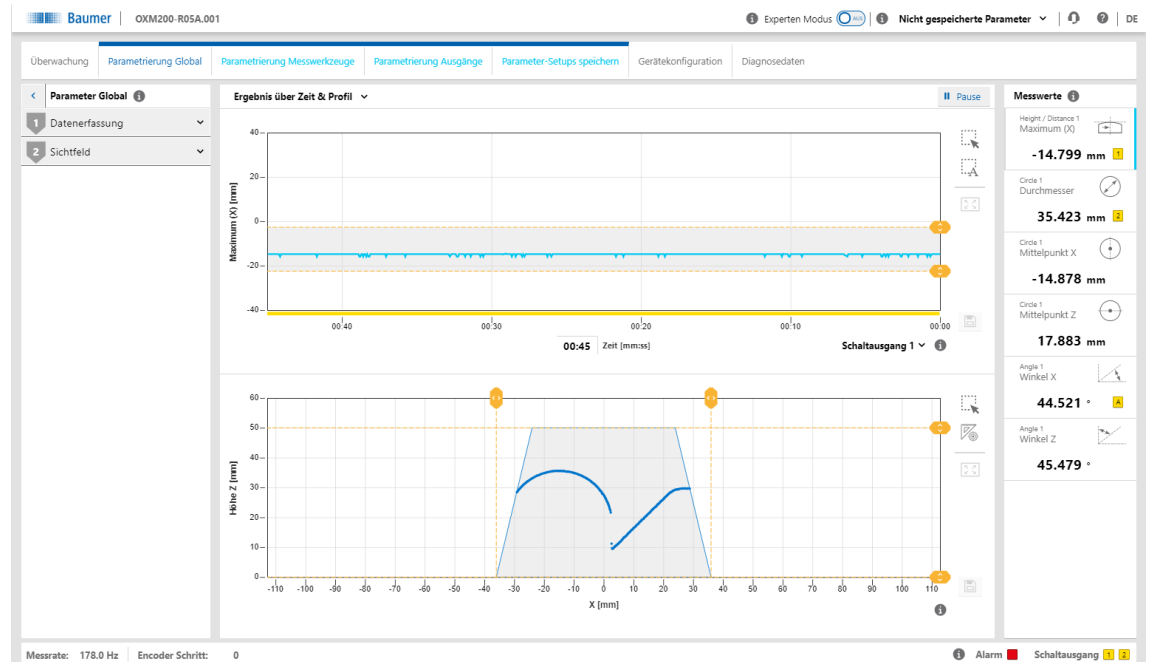 Baumer OXM200-R05A.001 Experten Modus AUS Nicht gespeicherte Parameter DE
Überwachung Parametrierung Global Parametrierung Messwerkzeuge Parametrierung Ausgänge Parameter-Setups speichern Gerätekonfiguration Diagnosedaten
Parameter Global
1 Datenerfassung
2 Sichtfeld
Ergebnis über Zeit & Profil
Pause
Maximum (X) [mm]
40
20
0
-20
-40
00:40 00:30 00:20 00:10 00:00
00:45 Zeit [mm:ss] Schaltausgang 1
Höhe Z [mm]
60
50
40
30
20
10
0
-110 -100 -90 -80 -70 -60 -50 -40 -30 -20 -10 0 10 20 30 40 50 60 70 80 90 100 110
X [mm]
Messwerte
Height / Distance 1
Maximum (X)
-14.799 mm 1
Circle 1
Durchmesser
35.423 mm 2
Circle 1
Mittelpunkt X
-14.878 mm
Circle 1
Mittelpunkt Z
17.883 mm
Angle 1
Winkel X
44.521 ° A
Angle 1
Winkel Z
45.479 °
Messrate: 178.0 Hz Encoder Schritt: 0 Alarm Schaltausgang 1 2